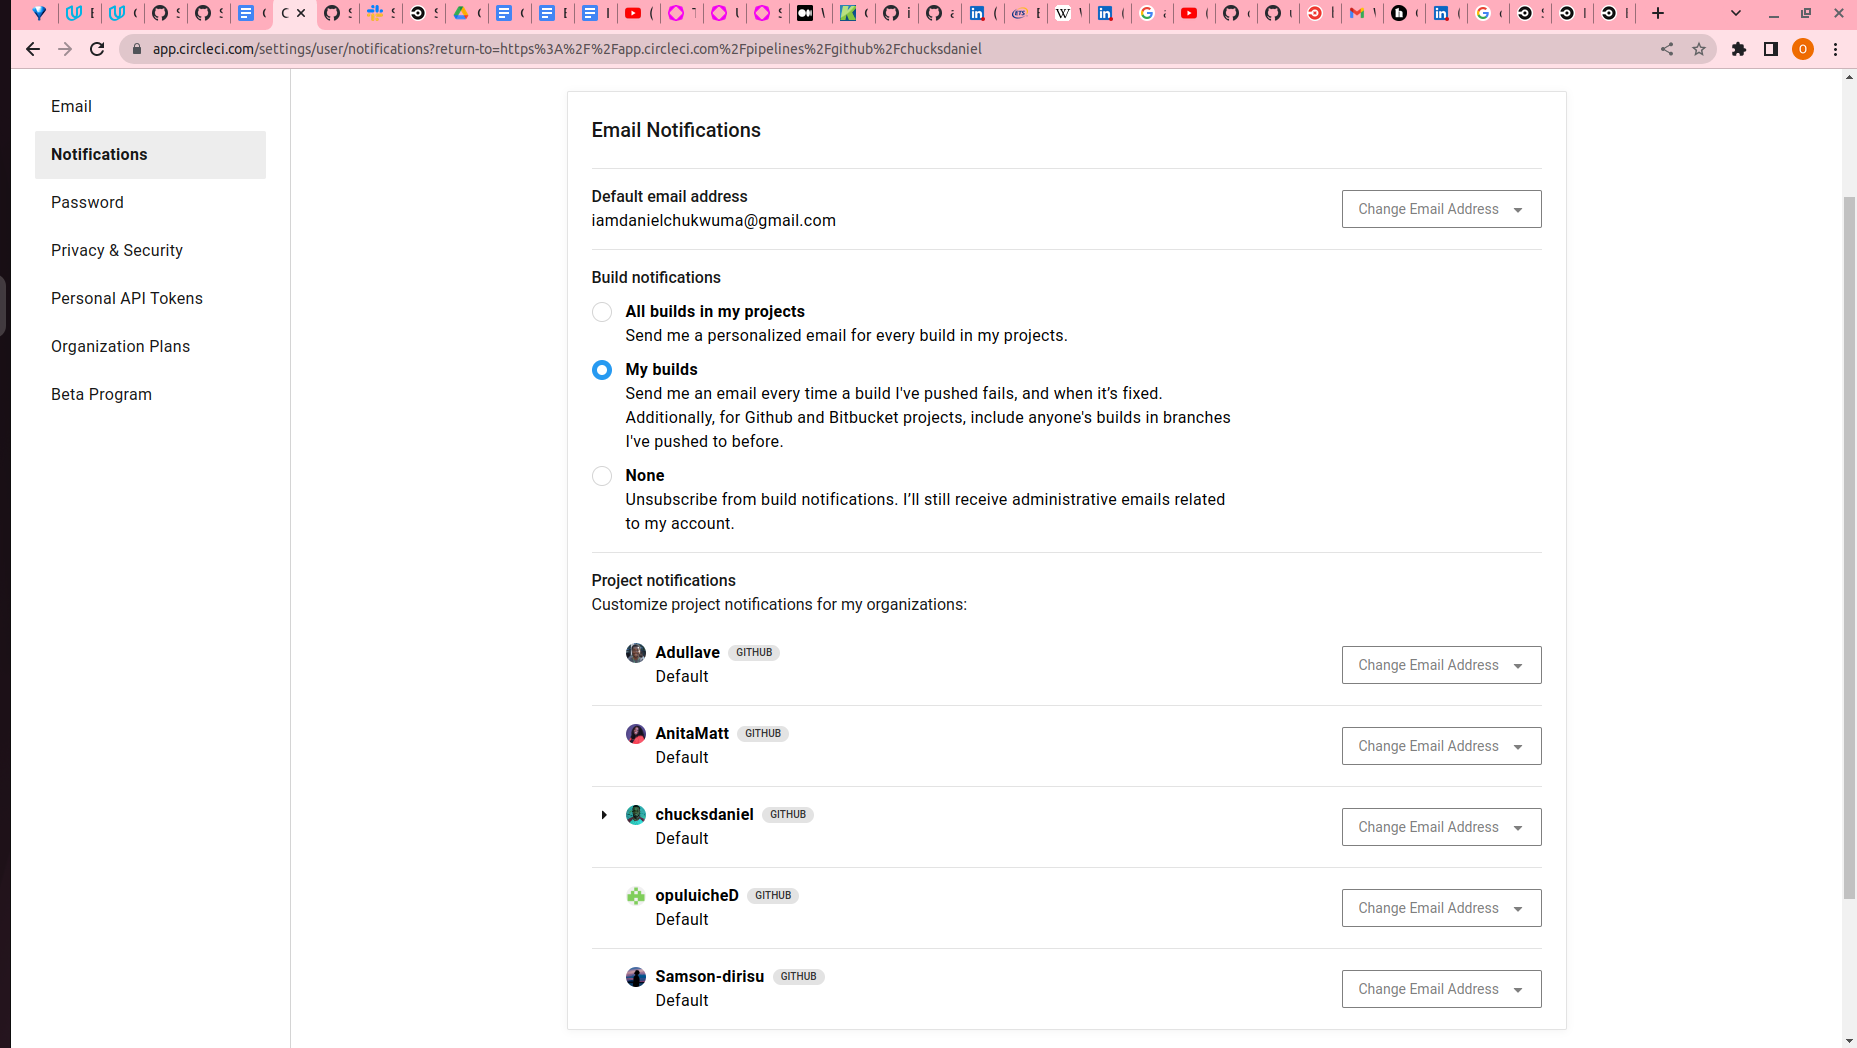 app.circleci.com/settings/user/notifications?return-to=https%3A%2F%2Fapp.circleci.com%2Fpipelines%2Fgithub%2Fchucksdaniel
O
Email
Notifications
Password
Privacy & Security
Personal API Tokens
Organization Plans
Beta Program
Email Notifications
Default email address
iamdanielchukwuma@gmail.com
Change Email Address
Build notifications
All builds in my projects
Send me a personalized email for every build in my projects.
My builds
Send me an email every time a build I've pushed fails, and when it’s fixed.
Additionally, for Github and Bitbucket projects, include anyone's builds in branches
I've pushed to before.
None
Unsubscribe from build notifications. I’ll still receive administrative emails related
to my account.
Project notifications
Customize project notifications for my organizations:
Adullave GITHUB
Default
Change Email Address
AnitaMatt GITHUB
Default
Change Email Address
chucksdaniel GITHUB
Default
Change Email Address
opuluicheD GITHUB
Default
Change Email Address
Samson-dirisu GITHUB
Default
Change Email Address